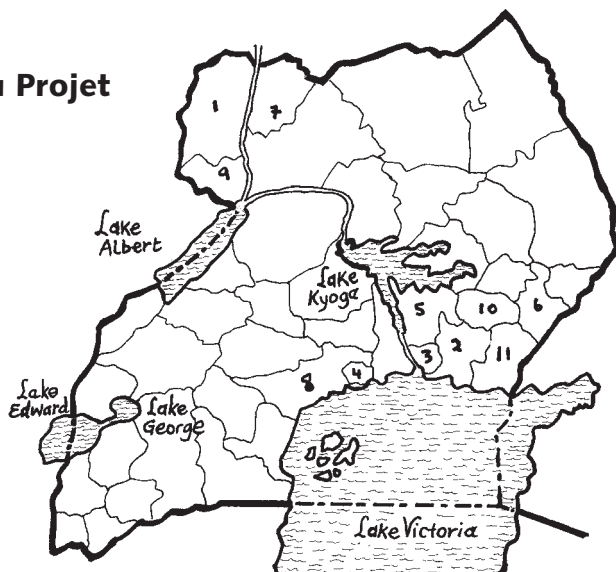 Projet
1
7
9
Lake
Albert
Lake
Kyoga
5
10
6
3
2
11
8
4
Lake
Edward
Lake
George
Lake Victoria